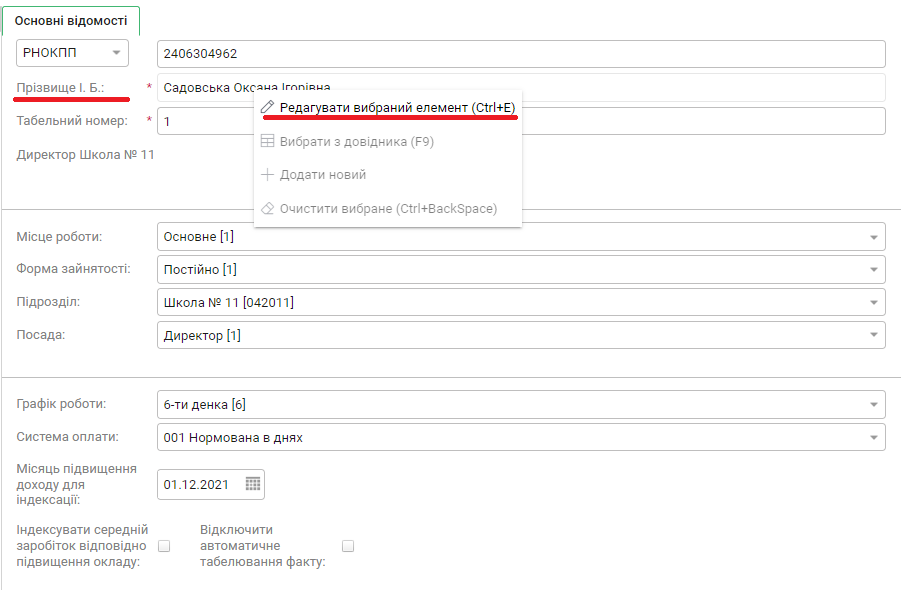 Основні відомості
РНОКПП 2406304962
Прізвище І. Б.: * Садовська Оксана Ігорівна
Редагувати вибраний елемент (Ctrl+E)
Табельний номер: * 1
Вибрати з довідника (F9)
Директор Школа № 11
Додати новий
Очистити вибране (Ctrl+BackSpace)
Місце роботи: Основне [1]
Форма зайнятості: Постійно [1]
Підрозділ: Школа № 11 [042011]
Посада: Директор [1]
Графік роботи: 6-ти денка [6]
Система оплати: 001 Нормована в днях
Місяць підвищення
доходу для
індексації:
01.12.2021
Індексувати середній
заробіток відповідно
підвищення окладу:
Відключити
автоматичне
табелювання факту: